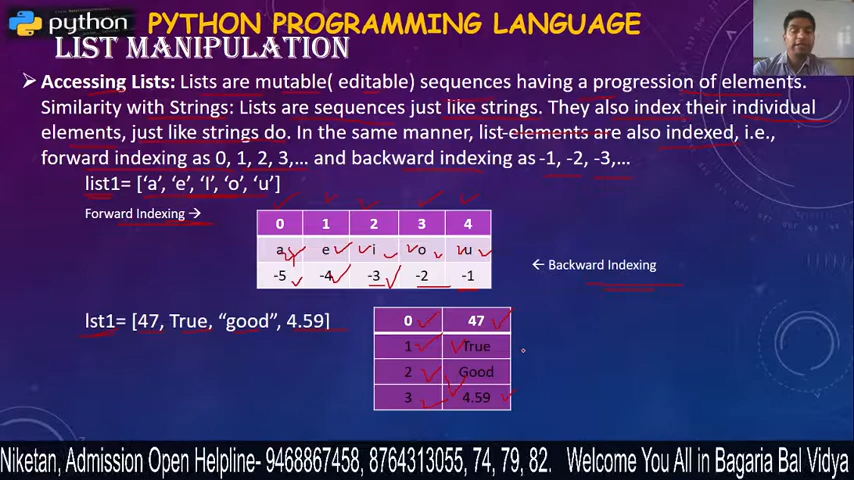 python PYTHON PROGRAMMING LANGUAGE
LIST MANIPULATION
➢ Accessing Lists: Lists are mutable( editable) sequences having a progression of elements.
Similarity with Strings: Lists are sequences just like strings. They also index their individual
elements, just like strings do. In the same manner, list-elements are also indexed, i.e.,
forward indexing as 0, 1, 2, 3,... and backward indexing as -1, -2, -3,...
list1= [‘a’, ‘e’, ‘I’, ‘o’, ‘u’]
Forward Indexing →
0 1 2 3 4
a e i o u
-5 -4 -3 -2 -1
← Backward Indexing
lst1= [47, True, “good”, 4.59]
0 47
1 True
2 Good
3 4.59
Niketan, Admission Open Helpline- 9468867458, 8764313055, 74, 79, 82. Welcome You All in Bagaria Bal Vidya